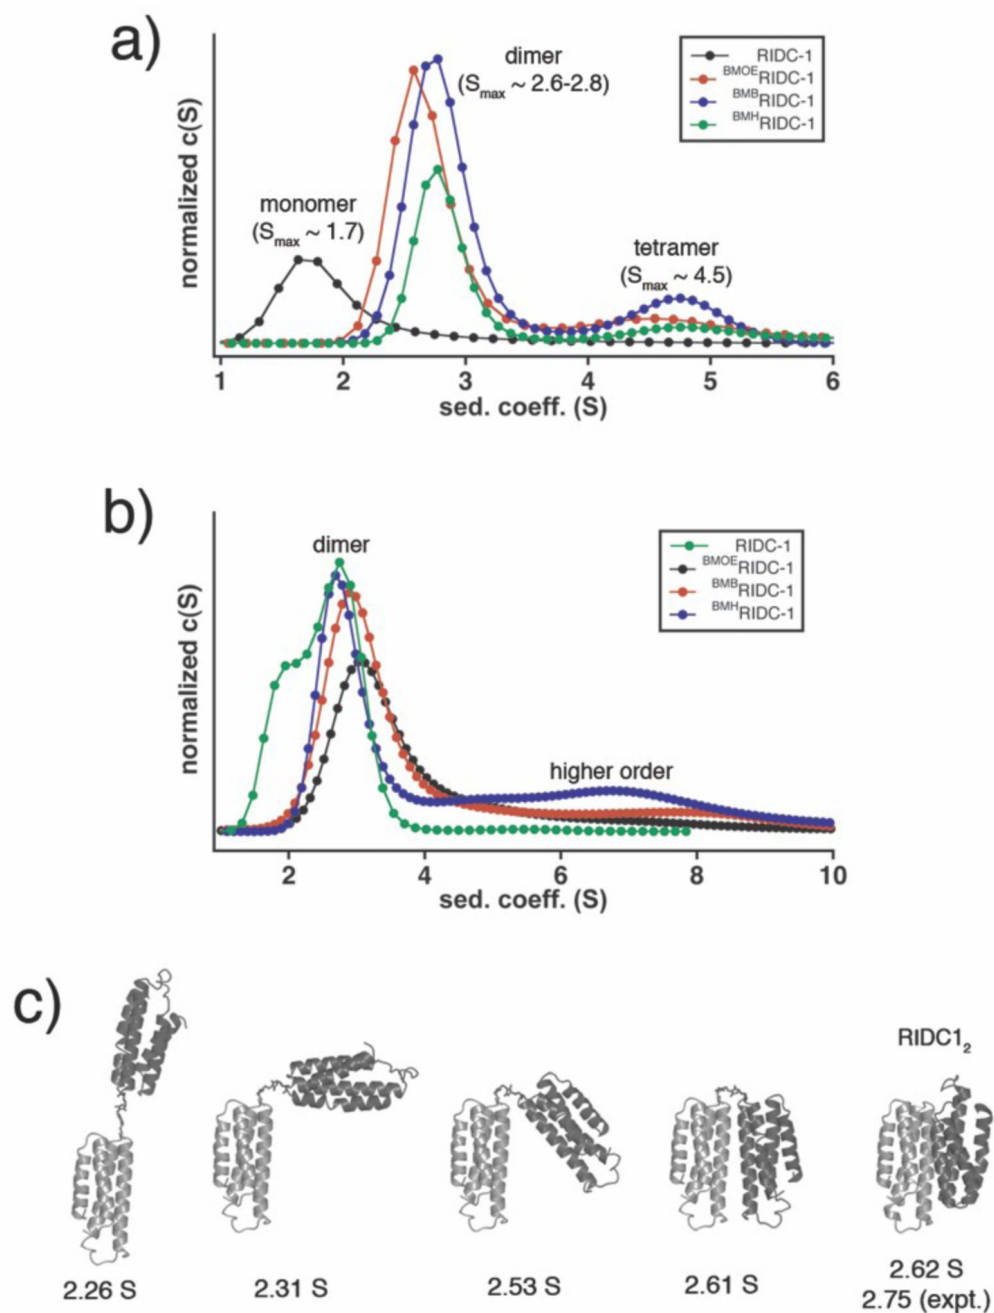 a)
normalized c(S)
dimer
(Smax ~ 2.6-2.8)
monomer
(Smax ~ 1.7)
tetramer
(Smax ~ 4.5)
RIDC-1
BMOERIDC-1
BMBRIDC-1
BMHRIDC-1
1 2 3 4 5 6
sed. coeff. (S)
b)
normalized c(S)
dimer
higher order
RIDC-1
BMOERIDC-1
BMBRIDC-1
BMHRIDC-1
2 4 6 8 10
sed. coeff. (S)
c)
RIDC12
2.26 S
2.31 S
2.53 S
2.61 S
2.62 S
2.75 (expt.)